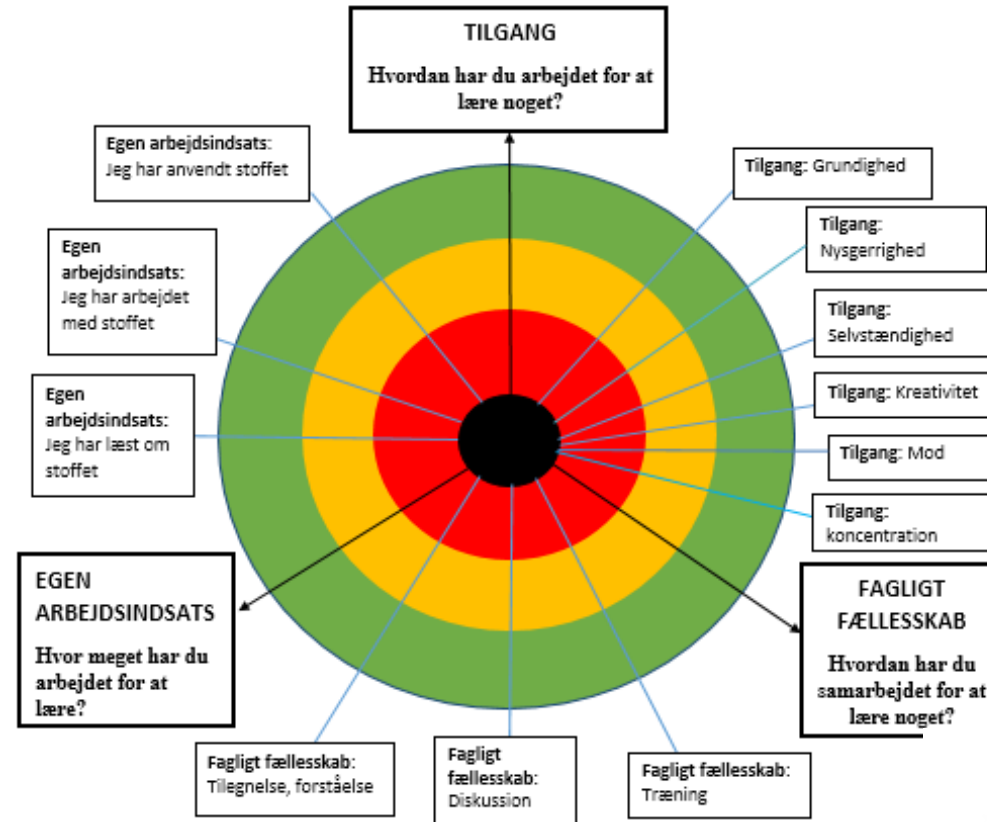 TILGANG
Hvordan har du arbejdet for at
lære noget?
Egen arbejdsindsats:
Jeg har anvendt stoffet
Tilgang: Grundighed
Tilgang:
Nysgerrighed
Egen
arbejdsindsats:
Jeg har arbejdet
med stoffet
Tilgang:
Selvstændighed
Tilgang: Kreativitet
Egen
arbejdsindsats:
Jeg har læst om
stoffet
Tilgang: Mod
Tilgang:
koncentration
EGEN
ARBEJDSINDSATS
Hvor meget har du
arbejdet for at
lære?
FAGLIGT
FÆLLESSKAB
Hvordan har du
samarbejdet for at
lære noget?
Fagligt fællesskab:
Tilegnelse, forståelse
Fagligt
fællesskab:
Diskussion
Fagligt fællesskab:
Træning